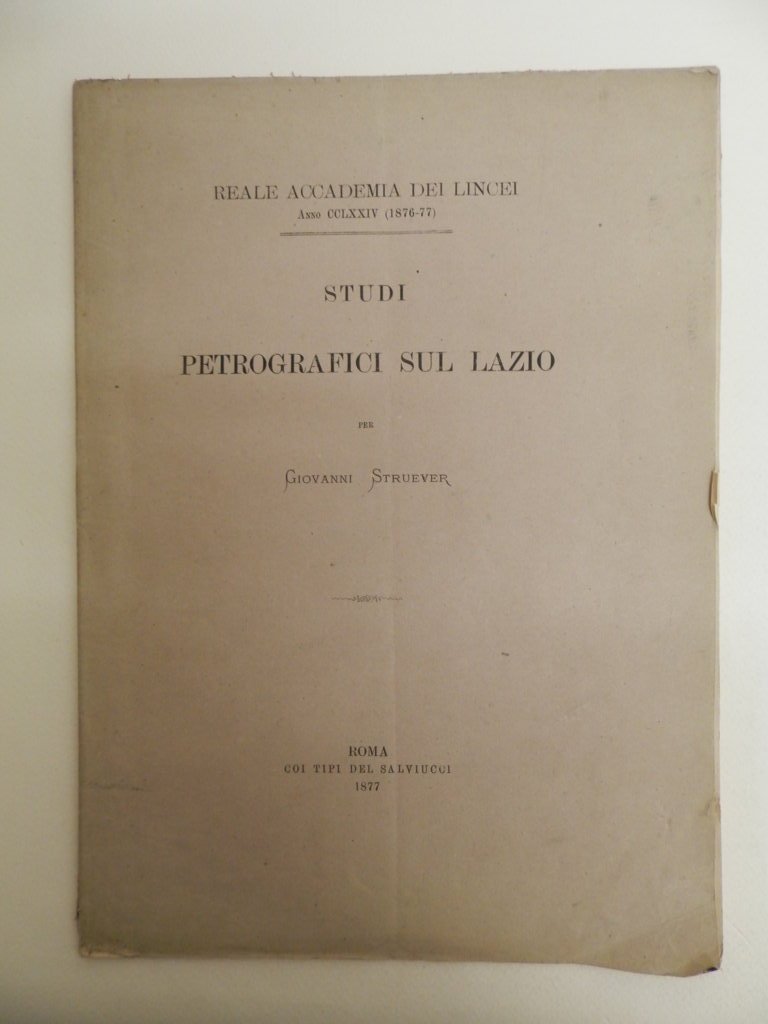 REALE ACCADEMIA DEI LINCEI
Anno CCLXXIV (1876-77)
STUDI
PETROGRAFICI SUL LAZIO
PER
Giovanni Struever
ROMA
COI TIPI DEL SALVIUCCI
1877